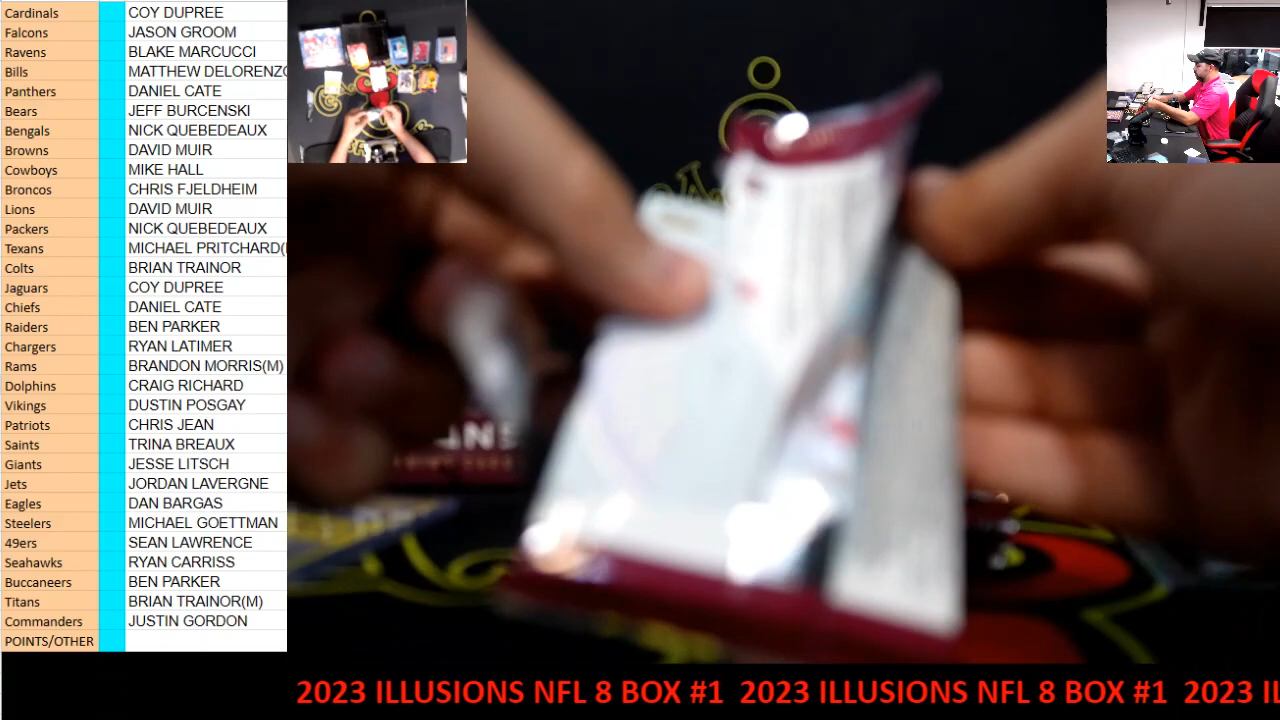 Cardinals COY DUPREE
Falcons JASON GROOM
Ravens BLAKE MARCUCCI
Bills MATTHEW DELORENZO
Panthers DANIEL CATE
Bears JEFF BURCENSKI
Bengals NICK QUEBEDEAUX
Browns DAVID MUIR
Cowboys MIKE HALL
Broncos CHRIS FJELDHEIM
Lions DAVID MUIR
Packers NICK QUEBEDEAUX
Texans MICHAEL PRITCHARD(
Colts BRIAN TRAINOR
Jaguars COY DUPREE
Chiefs DANIEL CATE
Raiders BEN PARKER
Chargers RYAN LATIMER
Rams BRANDON MORRIS(M)
Dolphins CRAIG RICHARD
Vikings DUSTIN POSGAY
Patriots CHRIS JEAN
Saints TRINA BREAUX
Giants JESSE LITSCH
Jets JORDAN LAVERGNE
Eagles DAN BARGAS
Steelers MICHAEL GOETTMAN
49ers SEAN LAWRENCE
Seahawks RYAN CARRISS
Buccaneers BEN PARKER
Titans BRIAN TRAINOR(M)
Commanders JUSTIN GORDON
POINTS/OTHER
2023 ILLUSIONS NFL 8 BOX #1 2023 ILLUSIONS NFL 8 BOX #1 2023 IL